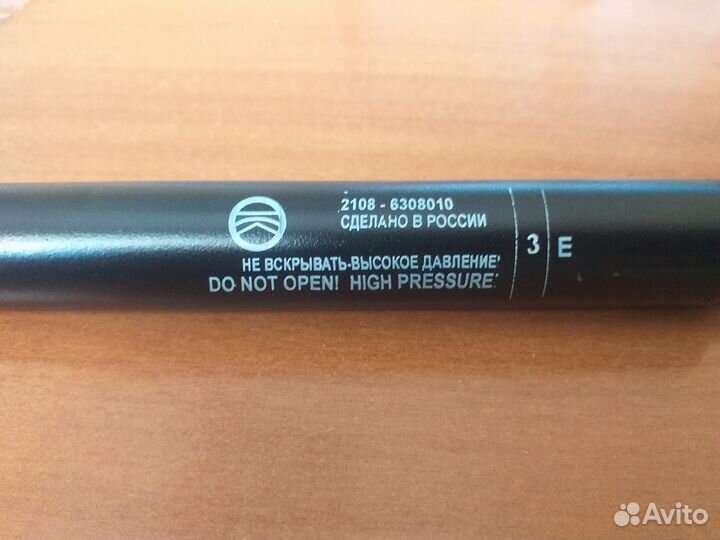 2108 - 6308010
СДЕЛАНО В РОССИИ
НЕ ВСКРЫВАТЬ-ВЫСОКОЕ ДАВЛЕНИЕ!
DO NOT OPEN! HIGH PRESSURE!
3 E
Avito